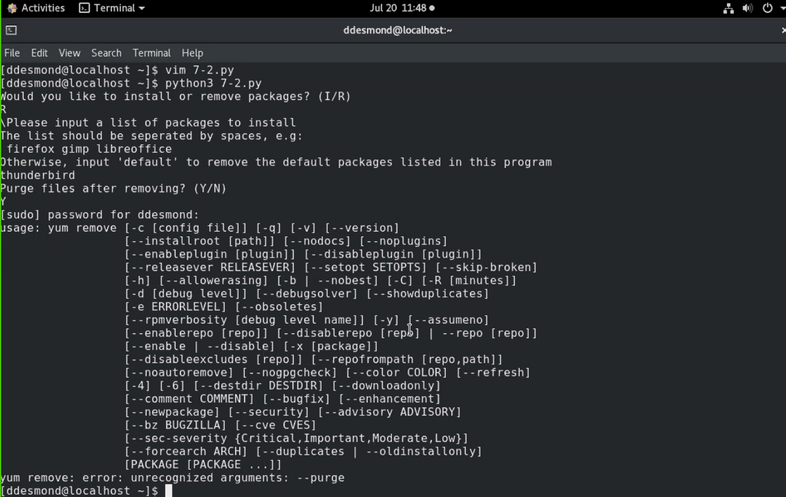 Activities Terminal Jul 20 11:48
ddesmond@localhost:~
File Edit View Search Terminal Help
[ddesmond@localhost ~]$ vim 7-2.py
[ddesmond@localhost ~]$ python3 7-2.py
Would you like to install or remove packages? (I/R)
R
\Please input a list of packages to install
The list should be seperated by spaces, e.g:
 firefox gimp libreoffice
Otherwise, input 'default' to remove the default packages listed in this program
thunderbird
Purge files after removing? (Y/N)
Y
[sudo] password for ddesmond:
usage: yum remove [-c [config file]] [-q] [-v] [--version]
                  [--installroot [path]] [--nodocs] [--noplugins]
                  [--enableplugin [plugin]] [--disableplugin [plugin]]
                  [--releasever RELEASEVER] [--setopt SETOPTS] [--skip-broken]
                  [-h] [--allowerasing] [-b | --nobest] [-C] [-R [minutes]]
                  [-d [debug level]] [--debugsolver] [--showduplicates]
                  [-e ERRORLEVEL] [--obsoletes]
                  [--rpmverbosity [debug level name]] [-y] [--assumeno]
                  [--enablerepo [repo]] [--disablerepo [repo] | --repo [repo]]
                  [--enable | --disable] [-x [package]]
                  [--disableexcludes [repo]] [--repofrompath [repo,path]]
                  [--noautoremove] [--nogpgcheck] [--color COLOR] [--refresh]
                  [-4] [-6] [--destdir DESTDIR] [--downloadonly]
                  [--comment COMMENT] [--bugfix] [--enhancement]
                  [--newpackage] [--security] [--advisory ADVISORY]
                  [--bz BUGZILLA] [--cve CVES]
                  [--sec-severity {Critical,Important,Moderate,Low}]
                  [--forcearch ARCH] [--duplicates | --oldinstallonly]
                  [PACKAGE [PACKAGE ...]]
yum remove: error: unrecognized arguments: --purge
[ddesmond@localhost ~]$